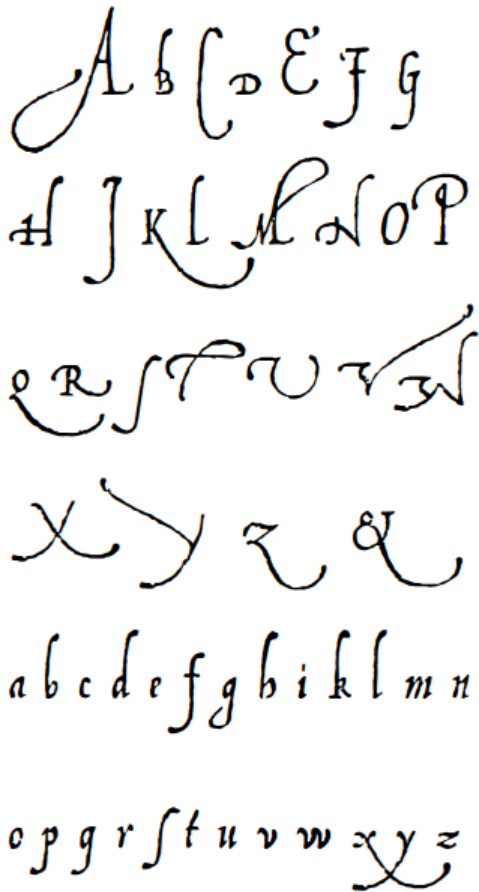 A B C D E F G
H J K L M N O P
Q R S T U V W
X Y Z &
a b c d e f g h i k l m n
o p q r ſ t u v w x y z